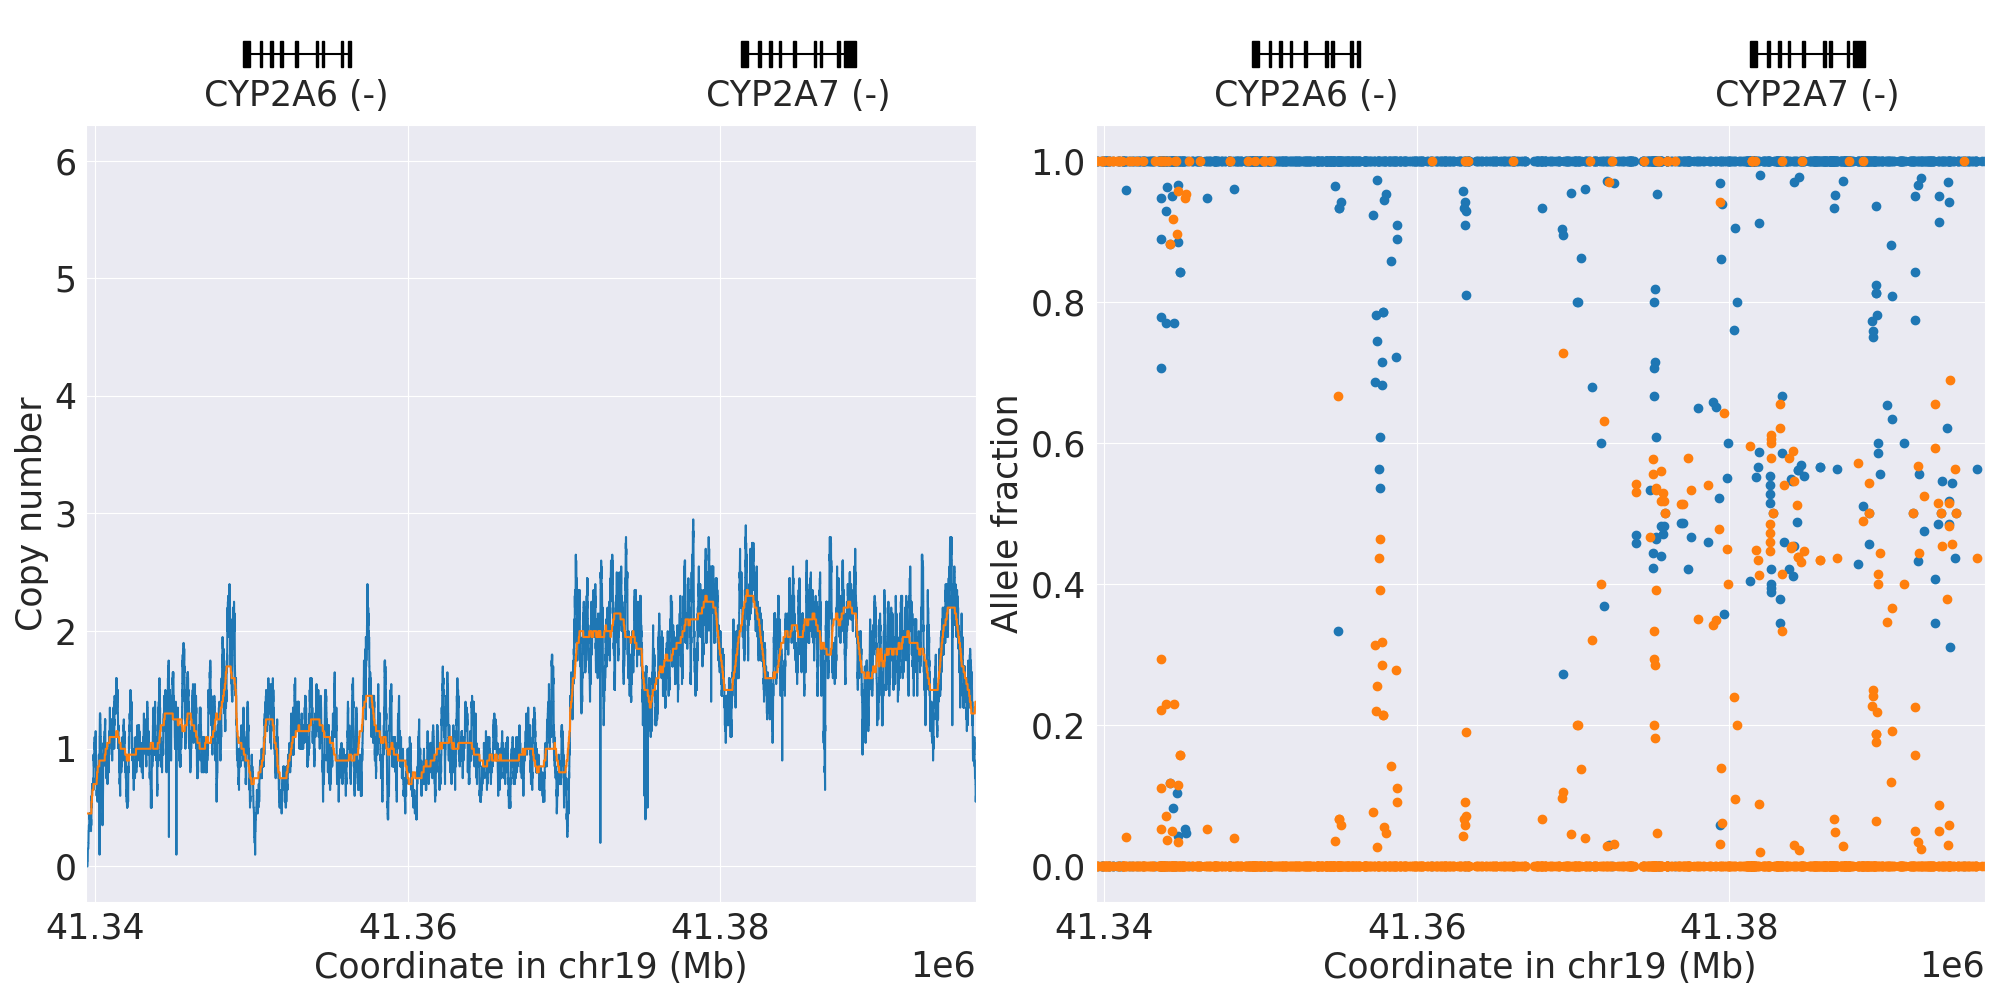 CYP2A6 (-)
CYP2A7 (-)
6
5
4
3
2
1
0
Copy number
41.34
41.36
41.38
Coordinate in chr19 (Mb)
1e6
CYP2A6 (-)
CYP2A7 (-)
1.0
0.8
0.6
0.4
0.2
0.0
Allele fraction
41.34
41.36
41.38
Coordinate in chr19 (Mb)
1e6